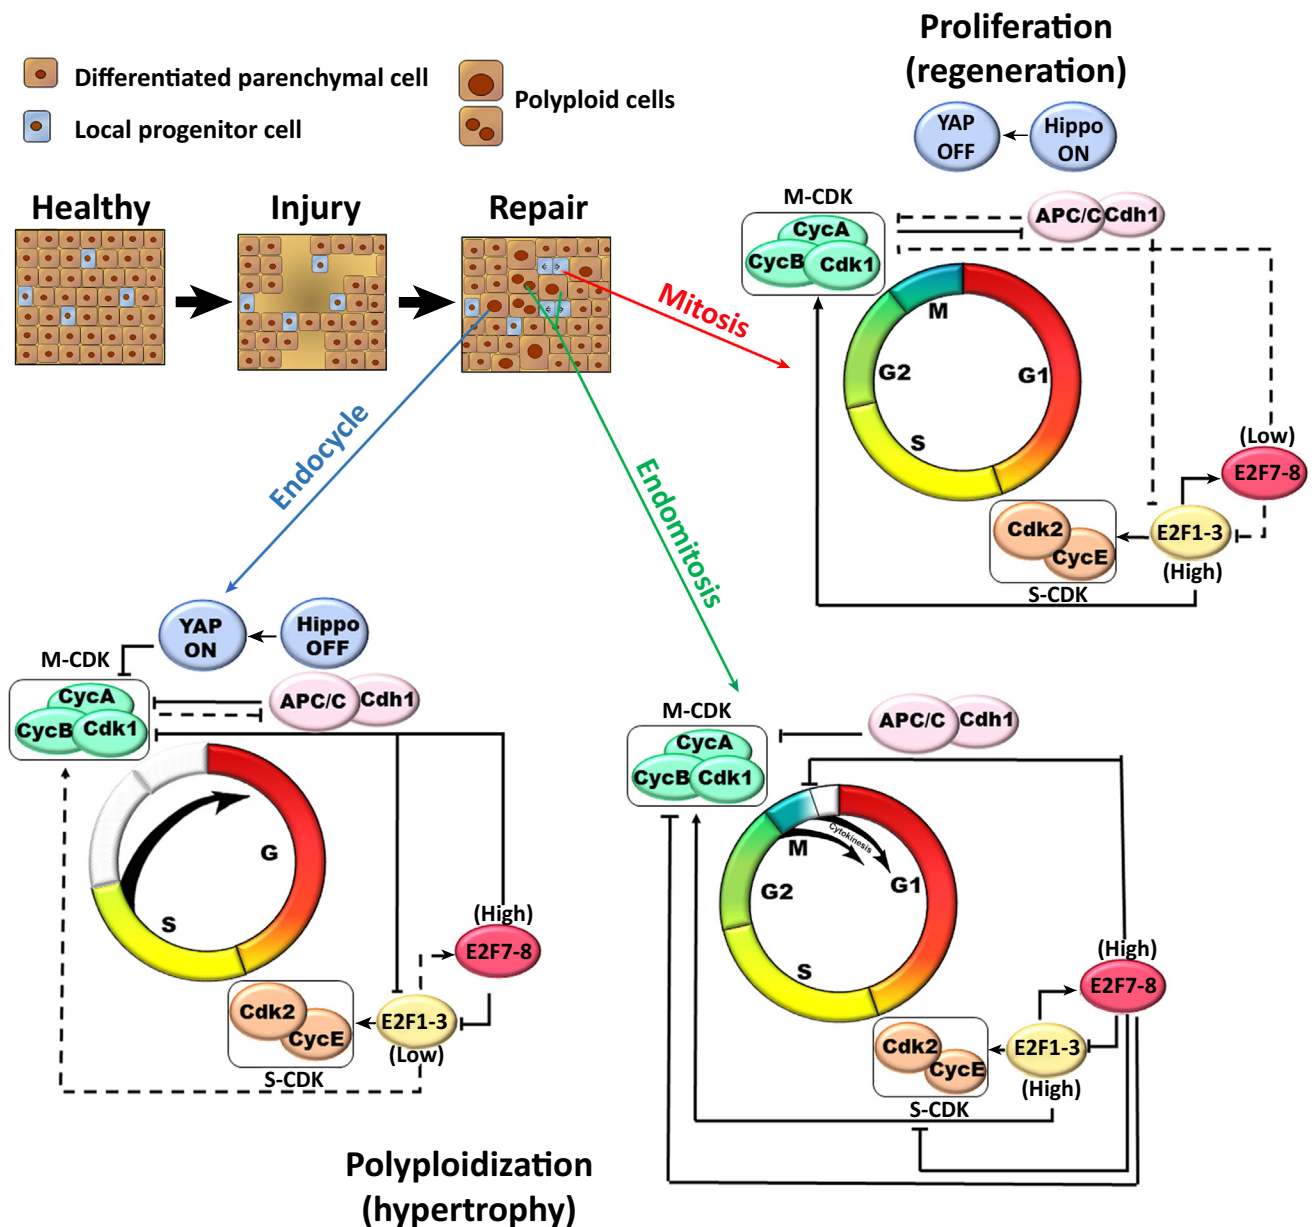 Proliferation
(regeneration)
Differentiated parenchymal cell
Local progenitor cell
Polyploid cells
YAP
OFF
Hippo
ON
Healthy
Injury
Repair
M-CDK
CycA
CycB
Cdk1
APC/C
Cdh1
Mitosis
M
G2
G1
S
(Low)
E2F7-8
E2F1-3
(High)
Cdk2
CycE
S-CDK
Endocycle
Endomitosis
YAP
ON
Hippo
OFF
M-CDK
CycA
CycB
Cdk1
APC/C
Cdh1
G
S
(High)
E2F7-8
E2F1-3
(Low)
Cdk2
CycE
S-CDK
M-CDK
CycA
CycB
Cdk1
APC/C
Cdh1
Cytokinesis
M
G2
G1
S
(High)
E2F7-8
E2F1-3
(High)
Cdk2
CycE
S-CDK
Polyploidization
(hypertrophy)